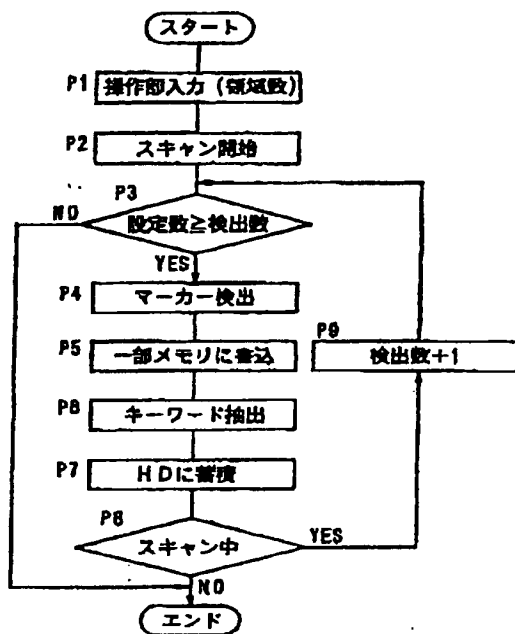 スタート
P1 操作部入力(領域数)
P2 スキャン開始
P3
NO 設定数≧検出数
YES
P4 マーカー検出
P5 一部メモリに書込
P9 検出数+1
P6 キーワード抽出
P7 HDに蓄積
P8
スキャン中 YES
NO
エンド